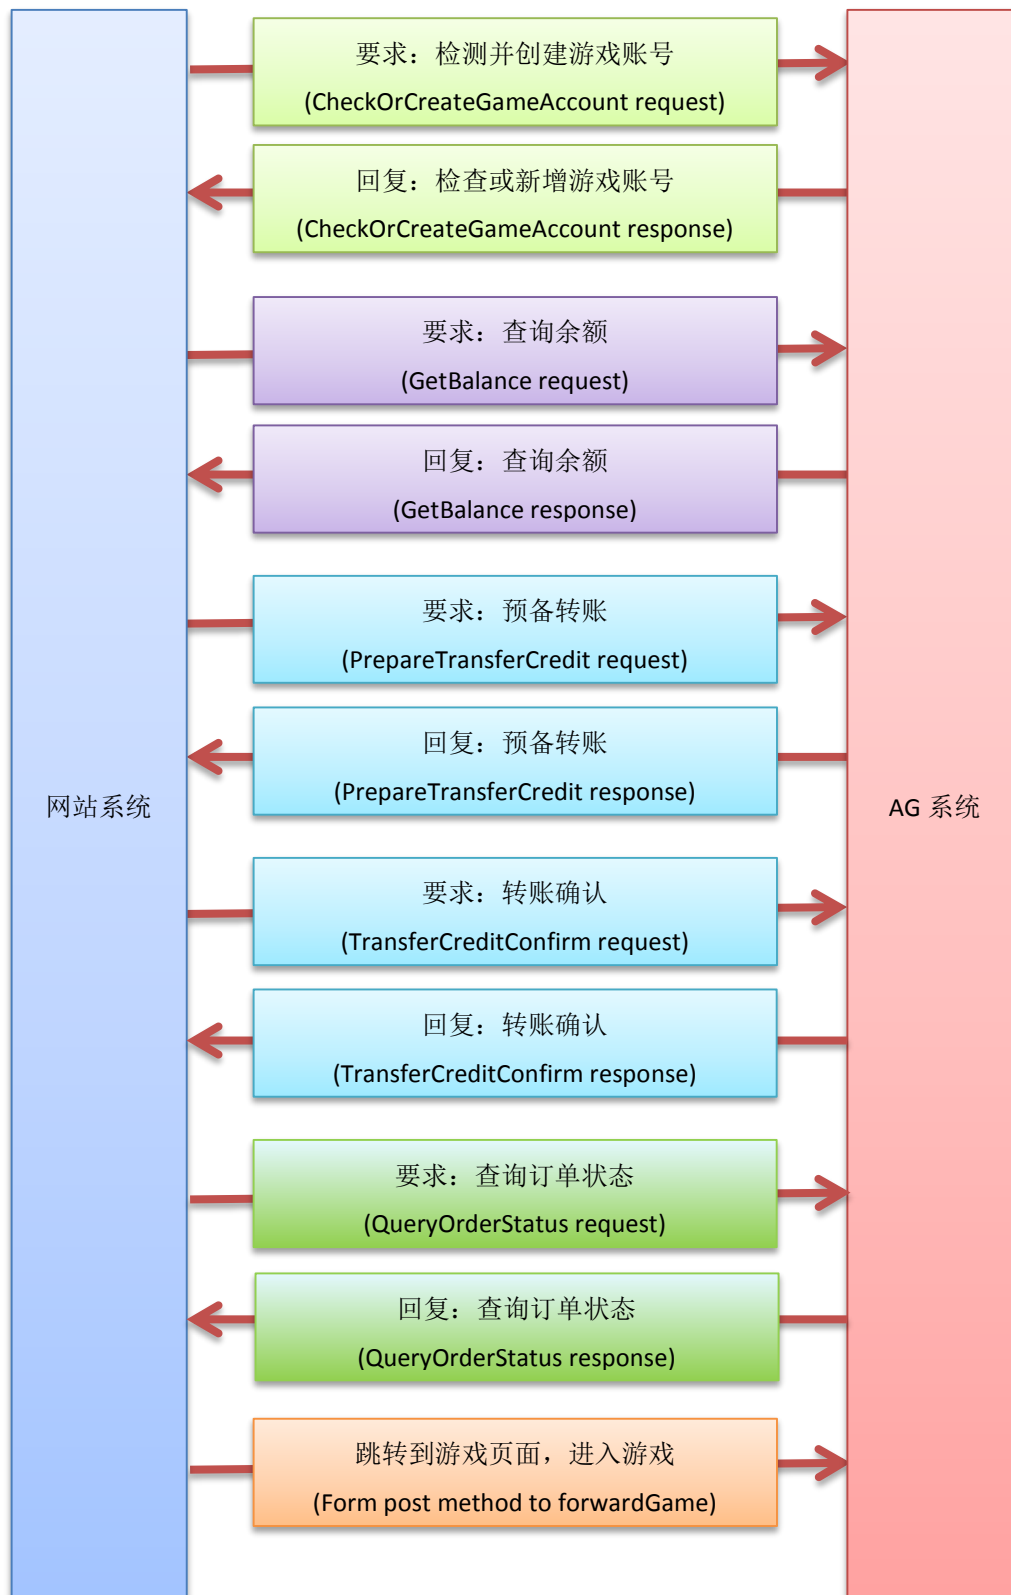 要求：检测并创建游戏账号
(CheckOrCreateGameAccount request)
回复：检查或新增游戏账号
(CheckOrCreateGameAccount response)
要求：查询余额
(GetBalance request)
回复：查询余额
(GetBalance response)
要求：预备转账
(PrepareTransferCredit request)
回复：预备转账
(PrepareTransferCredit response)
网站系统
AG 系统
要求：转账确认
(TransferCreditConfirm request)
回复：转账确认
(TransferCreditConfirm response)
要求：查询订单状态
(QueryOrderStatus request)
回复：查询订单状态
(QueryOrderStatus response)
跳转到游戏页面，进入游戏
(Form post method to forwardGame)